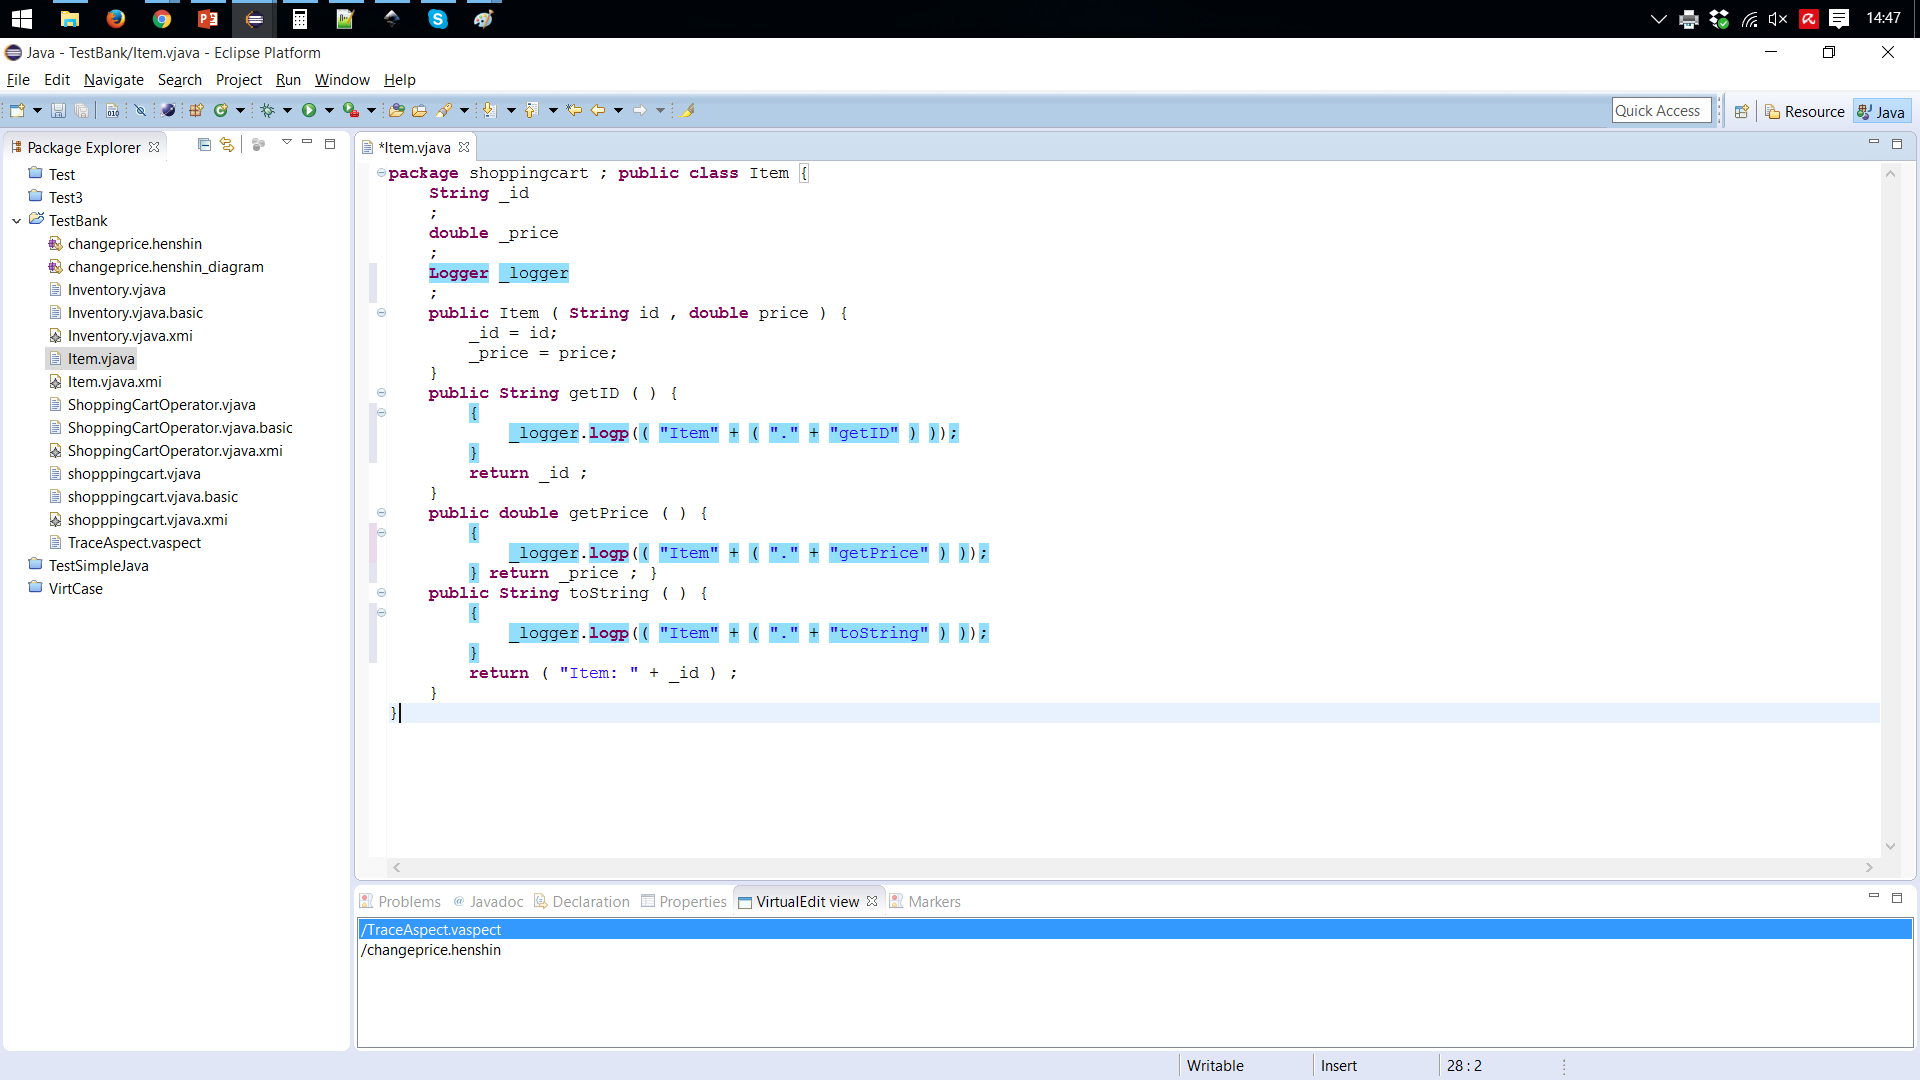 14:47
Java - TestBank/Item.vjava - Eclipse Platform
File Edit Navigate Search Project Run Window Help
Quick Access Resource Java
Package Explorer
Test
Test3
TestBank
changeprice.henshin
changeprice.henshin_diagram
Inventory.vjava
Inventory.vjava.basic
Inventory.vjava.xmi
Item.vjava
Item.vjava.xmi
ShoppingCartOperator.vjava
ShoppingCartOperator.vjava.basic
ShoppingCartOperator.vjava.xmi
shopppingcart.vjava
shopppingcart.vjava.basic
shopppingcart.vjava.xmi
TraceAspect.vaspect
TestSimpleJava
VirtCase
*Item.vjava
package shoppingcart ; public class Item {
String _id
;
double _price
;
Logger _logger
;
public Item ( String id , double price ) {
_id = id;
_price = price;
}
public String getID ( ) {
{
_logger.logp(( "Item" + ( "." + "getID" ) ));
}
return _id ;
}
public double getPrice ( ) {
{
_logger.logp(( "Item" + ( "." + "getPrice" ) ));
} return _price ; }
public String toString ( ) {
{
_logger.logp(( "Item" + ( "." + "toString" ) ));
}
return ( "Item: " + _id ) ;
}
}
Problems @ Javadoc Declaration Properties VirtualEdit view Markers
/TraceAspect.vaspect
/changeprice.henshin
Writable Insert 28 : 2